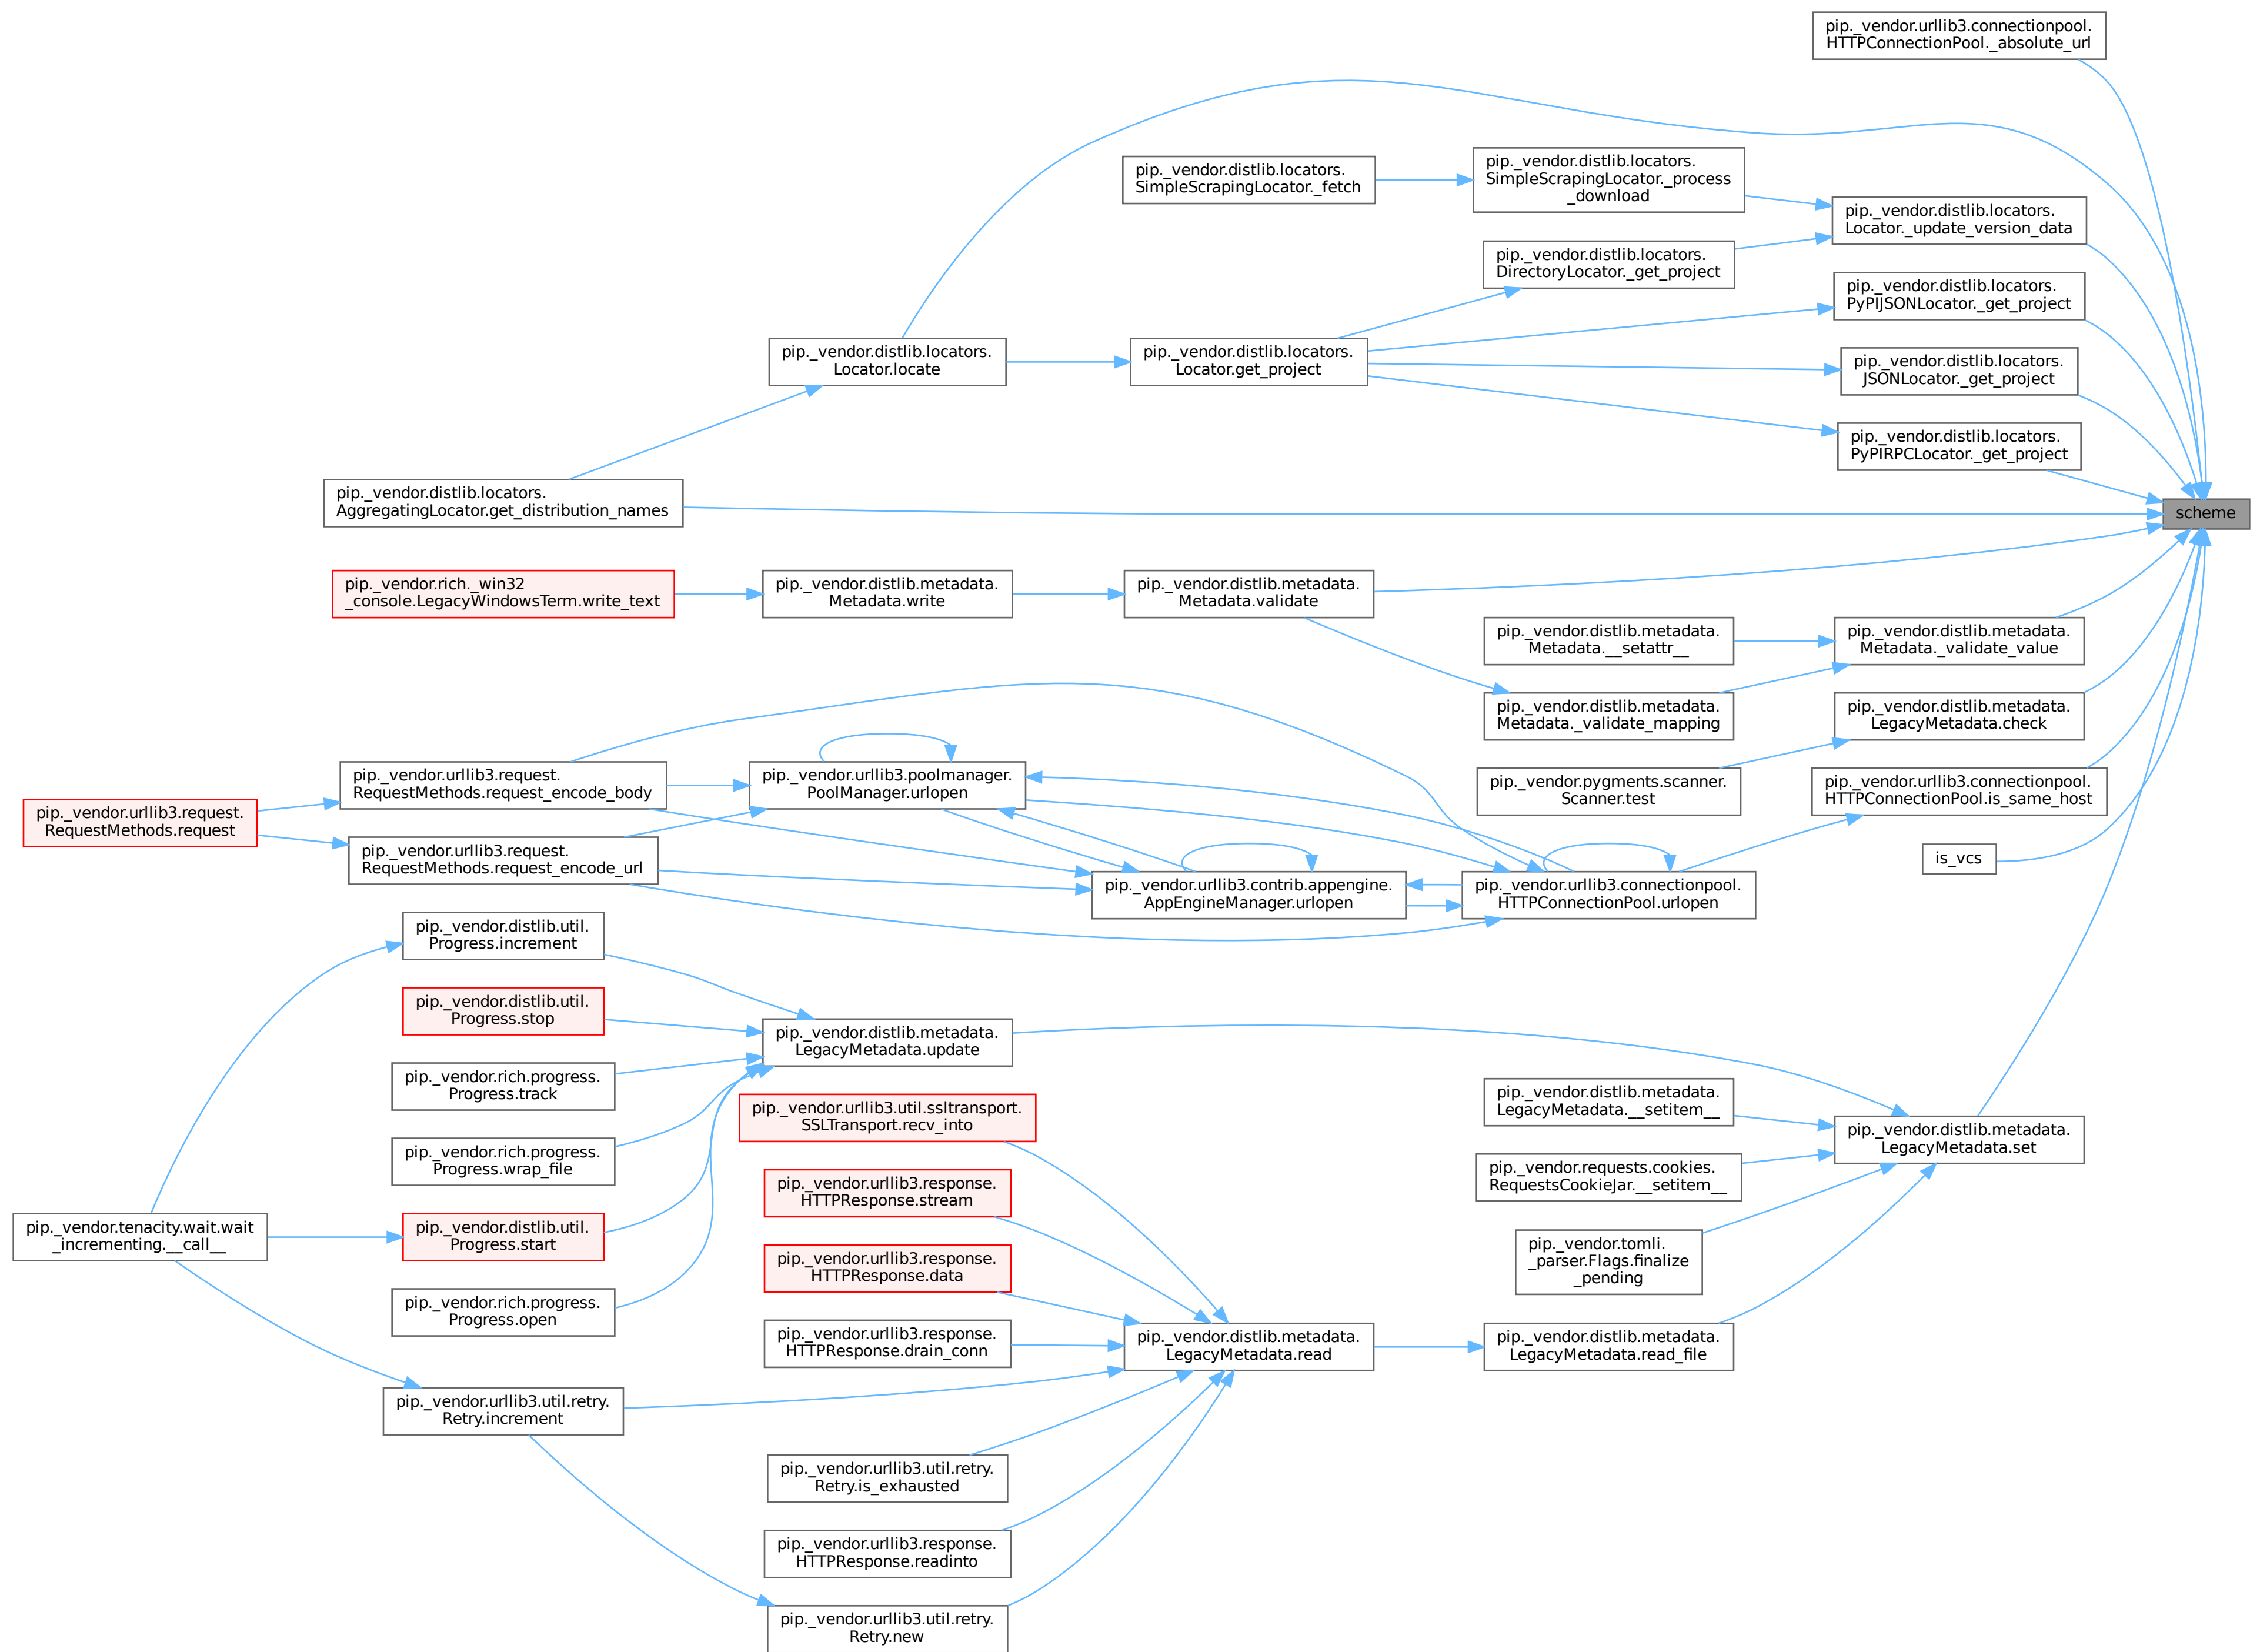 pip._vendor.urllib3.connectionpool.
HTTPConnectionPool._absolute_url
pip._vendor.distlib.locators.
SimpleScrapingLocator._fetch
pip._vendor.distlib.locators.
SimpleScrapingLocator._process
_download
pip._vendor.distlib.locators.
Locator._update_version_data
pip._vendor.distlib.locators.
DirectoryLocator._get_project
pip._vendor.distlib.locators.
PyPIJSONLocator._get_project
pip._vendor.distlib.locators.
Locator.locate
pip._vendor.distlib.locators.
Locator.get_project
pip._vendor.distlib.locators.
JSONLocator._get_project
pip._vendor.distlib.locators.
PyPIRPCLocator._get_project
pip._vendor.distlib.locators.
AggregatingLocator.get_distribution_names
scheme
pip._vendor.rich._win32
_console.LegacyWindowsTerm.write_text
pip._vendor.distlib.metadata.
Metadata.write
pip._vendor.distlib.metadata.
Metadata.validate
pip._vendor.distlib.metadata.
Metadata.__setattr__
pip._vendor.distlib.metadata.
Metadata._validate_value
pip._vendor.distlib.metadata.
Metadata._validate_mapping
pip._vendor.distlib.metadata.
LegacyMetadata.check
pip._vendor.pygments.scanner.
Scanner.test
pip._vendor.urllib3.connectionpool.
HTTPConnectionPool.is_same_host
pip._vendor.urllib3.request.
RequestMethods.request_encode_body
pip._vendor.urllib3.poolmanager.
PoolManager.urlopen
pip._vendor.urllib3.request.
RequestMethods.request
pip._vendor.urllib3.request.
RequestMethods.request_encode_url
is_vcs
pip._vendor.urllib3.contrib.appengine.
AppEngineManager.urlopen
pip._vendor.urllib3.connectionpool.
HTTPConnectionPool.urlopen
pip._vendor.distlib.util.
Progress.increment
pip._vendor.distlib.util.
Progress.stop
pip._vendor.distlib.metadata.
LegacyMetadata.update
pip._vendor.rich.progress.
Progress.track
pip._vendor.urllib3.util.ssltransport.
SSLTransport.recv_into
pip._vendor.distlib.metadata.
LegacyMetadata.__setitem__
pip._vendor.distlib.metadata.
LegacyMetadata.set
pip._vendor.rich.progress.
Progress.wrap_file
pip._vendor.urllib3.response.
HTTPResponse.stream
pip._vendor.requests.cookies.
RequestsCookieJar.__setitem__
pip._vendor.tenacity.wait.wait
_incrementing.__call__
pip._vendor.distlib.util.
Progress.start
pip._vendor.urllib3.response.
HTTPResponse.data
pip._vendor.tomli.
_parser.Flags.finalize
_pending
pip._vendor.rich.progress.
Progress.open
pip._vendor.urllib3.response.
HTTPResponse.drain_conn
pip._vendor.distlib.metadata.
LegacyMetadata.read
pip._vendor.distlib.metadata.
LegacyMetadata.read_file
pip._vendor.urllib3.util.retry.
Retry.increment
pip._vendor.urllib3.util.retry.
Retry.is_exhausted
pip._vendor.urllib3.response.
HTTPResponse.readinto
pip._vendor.urllib3.util.retry.
Retry.new